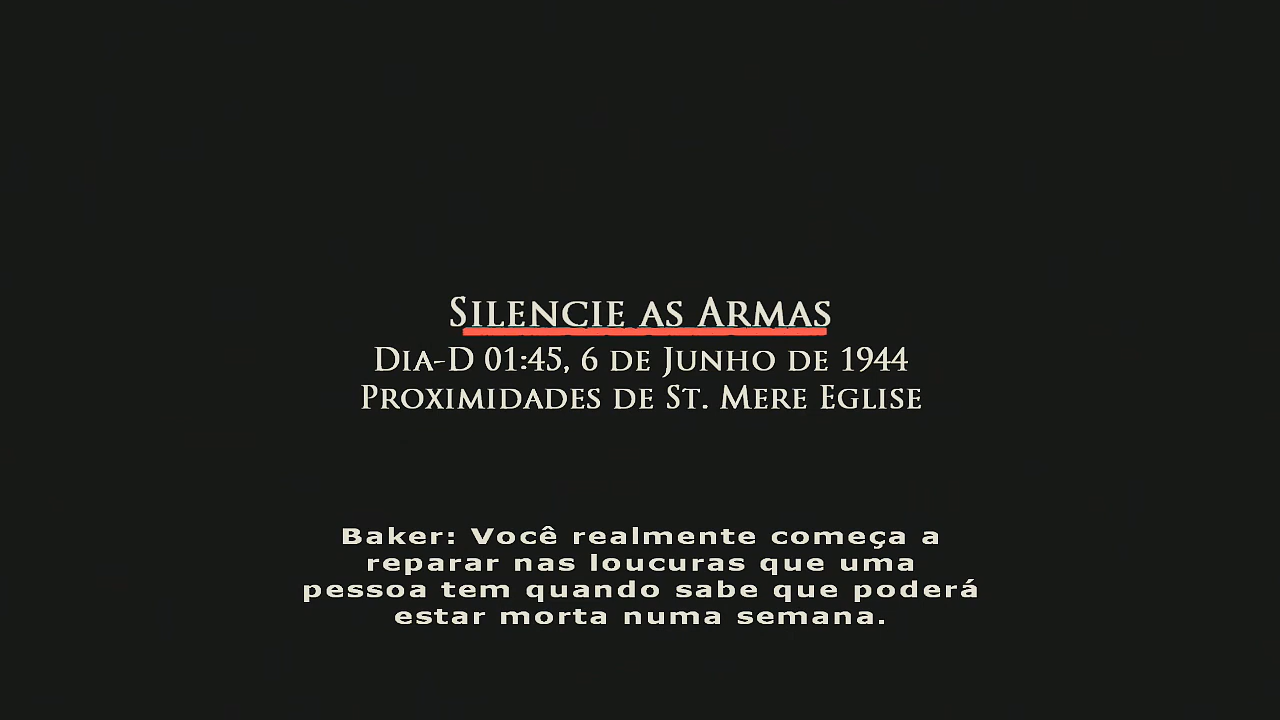 Silencie as Armas
Dia-D 01:45, 6 de Junho de 1944
Proximidades de St. Mere Eglise
Baker: Você realmente começa a
reparar nas loucuras que uma
pessoa tem quando sabe que poderá
estar morta numa semana.